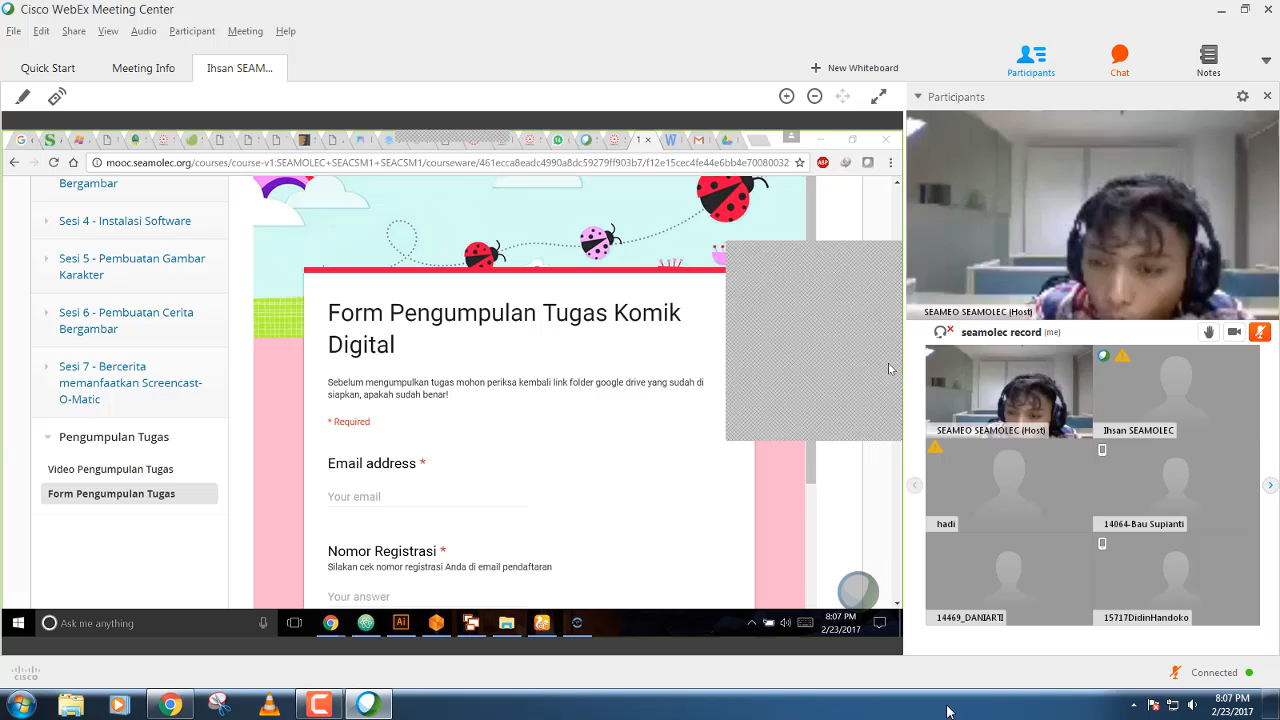 Cisco WebEx Meeting Center
File Edit Share View Audio Participant Meeting Help
Quick Start Meeting Info Ihsan SEAM...
New Whiteboard
Participants Chat Notes
Participants
mooc.seamolec.org/courses/course-v1:SEAMOLEC+SEACSM1+SEACSM1/courseware/461ecca8eadc4990a8dc59279ff903b7/f12e15cec4fe44e6bb4e70080032
Bergambar
Sesi 4 - Instalasi Software
Sesi 5 - Pembuatan Gambar
Karakter
Sesi 6 - Pembuatan Cerita
Bergambar
Sesi 7 - Bercerita
memanfaatkan Screencast-
O-Matic
Pengumpulan Tugas
Video Pengumpulan Tugas
Form Pengumpulan Tugas
Form Pengumpulan Tugas Komik
Digital
Sebelum mengumpulkan tugas mohon periksa kembali link folder google drive yang sudah di
siapkan, apakah sudah benar!
* Required
Email address *
Your email
Nomor Registrasi *
Silakan cek nomor registrasi Anda di email pendaftaran
Your answer
SEAMEO SEAMOLEC (Host)
seamolec record (me)
SEAMEO SEAMOLEC (Host)
Ihsan SEAMOLEC
hadi
14064-Bau Supianti
14469_DANIARTI
15717DidinHandoko
Ask me anything
8:07 PM
2/23/2017
cisco
Connected
8:07 PM
2/23/2017